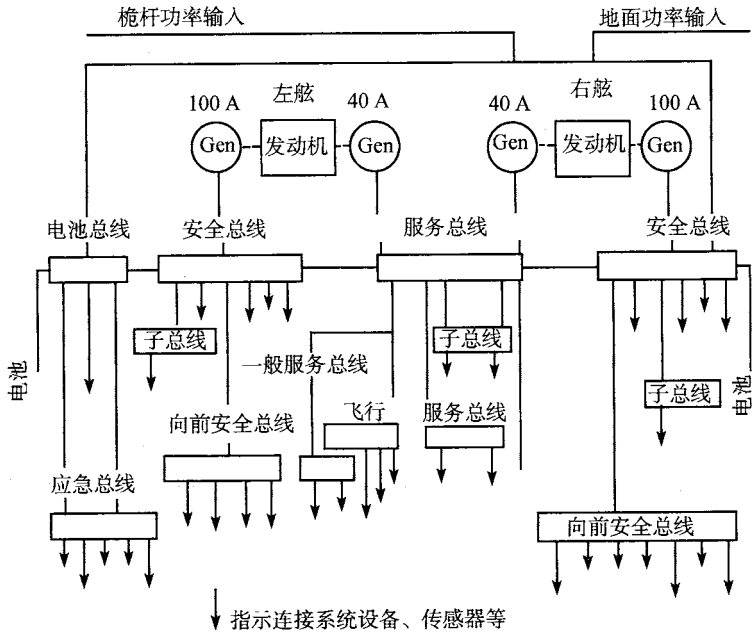 桅杆功率输入
地面功率输入
左舷
右舷
100 A
40 A
40 A
100 A
Gen
发动机
Gen
Gen
发动机
Gen
电池总线
安全总线
服务总线
安全总线
子总线
子总线
一般服务总线
电池
子总线
电池
向前安全总线
飞行
服务总线
应急总线
向前安全总线
指示连接系统设备、传感器等